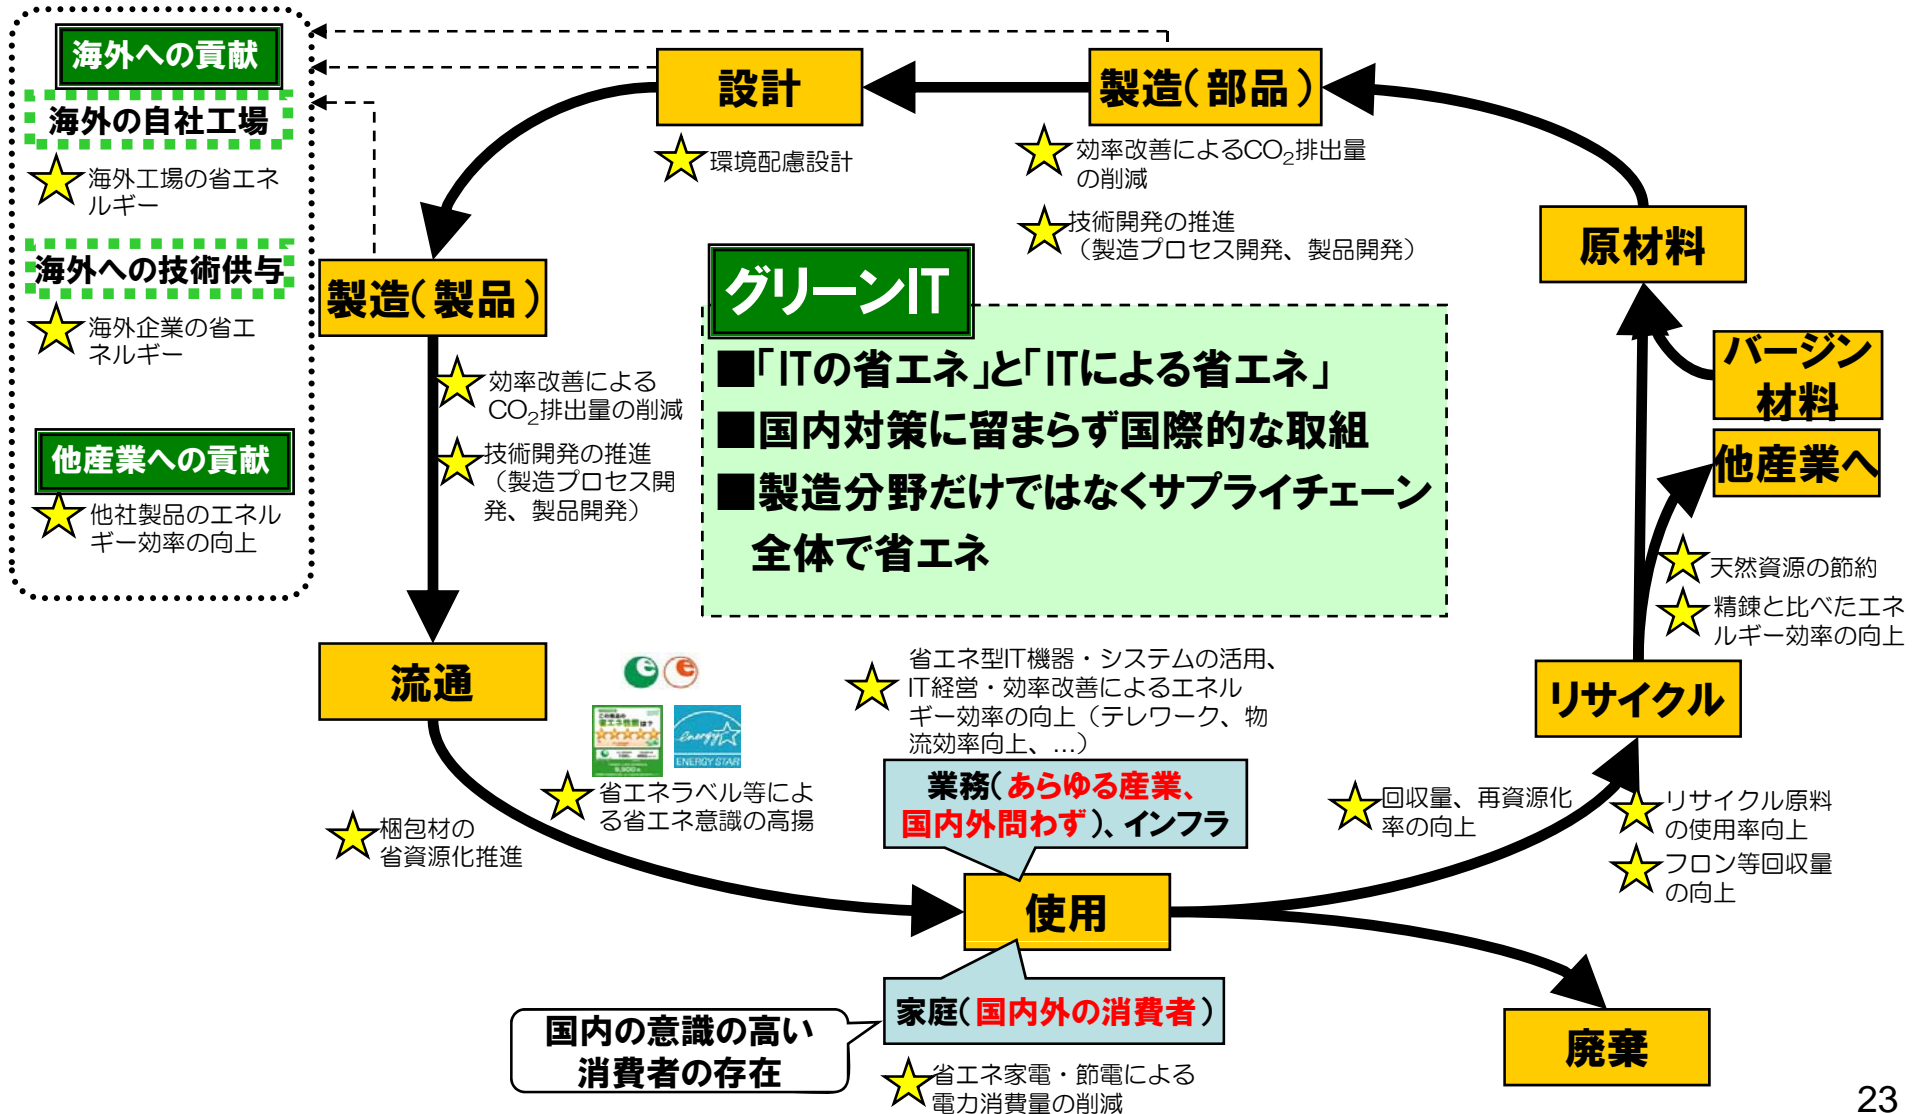 海外への貢献
海外の自社工場
海外工場の省エネ
ルギー
海外への技術供与
海外企業の省エ
ネルギー
他産業への貢献
他社製品のエネル
ギー効率の向上
設計
環境配慮設計
製造(部品)
効率改善によるCO₂排出量
の削減
技術開発の推進
(製造プロセス開発、製品開発)
原材料
バージン
材料
他産業へ
天然資源の節約
精錬と比べたエネ
ルギー効率の向上
製造(製品)
効率改善による
CO₂排出量の削減
技術開発の推進
(製造プロセス開
発、製品開発)
グリーンIT
■「ITの省エネ」と「ITによる省エネ」
■国内対策に留まらず国際的な取組
■製造分野だけではなくサプライチェーン
全体で省エネ
流通
梱包材の
省資源化推進
e e
この製品の
省エネ性能は?
energy
ENERGY STAR
省エネラベル等によ
る省エネ意識の高揚
省エネ型IT機器・システムの活用、
IT経営・効率改善によるエネル
ギー効率の向上(テレワーク、物
流効率向上、…)
業務(あらゆる産業、
国内外問わず)、インフラ
使用
家庭(国内外の消費者)
国内の意識の高い
消費者の存在
省エネ家電・節電による
電力消費量の削減
リサイクル
回収量、再資源化
率の向上
リサイクル原料
の使用率向上
フロン等回収量
の向上
廃棄
23